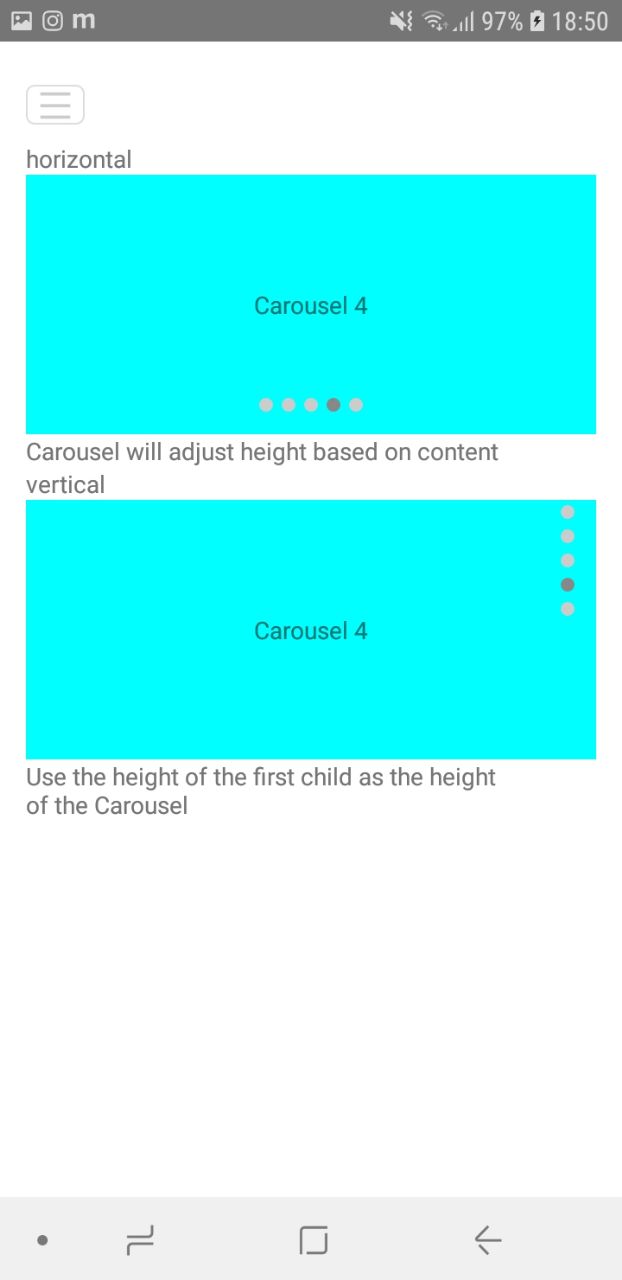 m 97% 18:50
horizontal
Carousel 4
Carousel will adjust height based on content
vertical
Carousel 4
Use the height of the first child as the height
of the Carousel